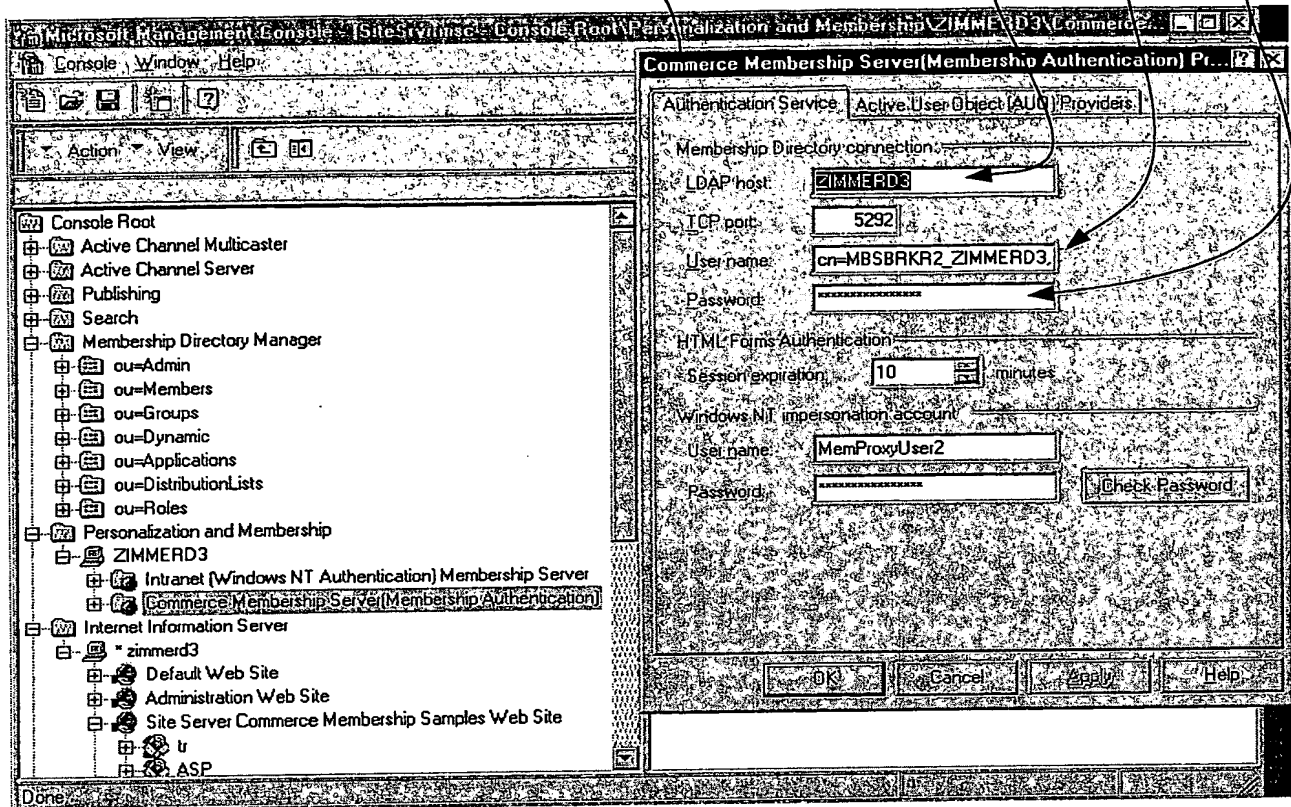 Microsoft Management Console - [SiteSrv.msc - Console Root\Personalization and Membership\ZIMMERD3\Commerce
Console Window Help
Action View
Console Root
Active Channel Multicaster
Active Channel Server
Publishing
Search
Membership Directory Manager
ou=Admin
ou=Members
ou=Groups
ou=Dynamic
ou=Applications
ou=DistributionLists
ou=Roles
Personalization and Membership
ZIMMERD3
Intranet (Windows NT Authentication) Membership Server
Commerce Membership Server(Membership Authentication)
Internet Information Server
* zimmerd3
Default Web Site
Administration Web Site
Site Server Commerce Membership Samples Web Site
tr
ASP
Done
Commerce Membership Server(Membership Authentication) Pr...
Authentication Service Active User Object (AUO) Providers
Membership Directory connection:
LDAP host: ZIMMERD3
TCP port: 5292
User name: cn=MBSBRKR2_ZIMMERD3,
Password: ****************
HTML Forms Authentication
Session expiration: 10 minutes
Windows NT impersonation account
User name: MemProxyUser2
Password: ****************
Check Password
OK Cancel Apply Help